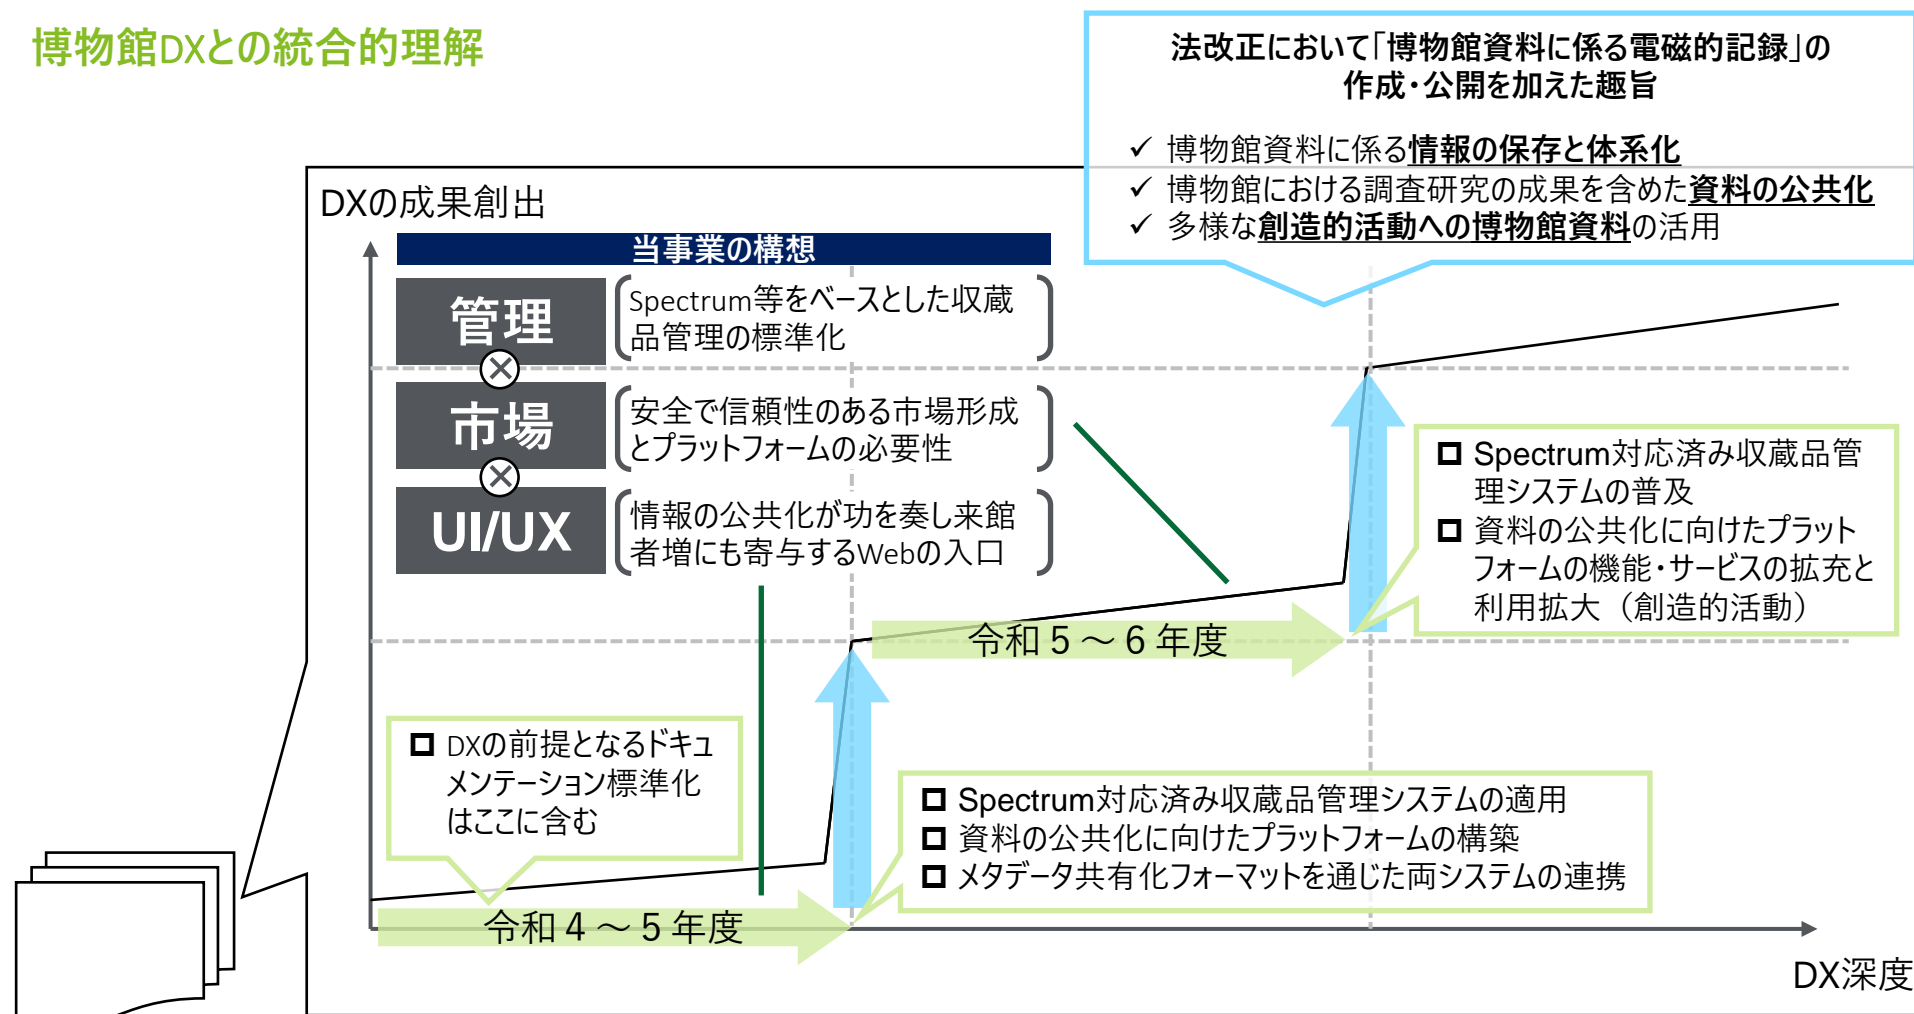 博物館DXとの統合的理解
法改正において「博物館資料に係る電磁的記録」の
作成・公開を加えた趣旨
✓ 博物館資料に係る情報の保存と体系化
✓ 博物館における調査研究の成果を含めた資料の公共化
✓ 多様な創造的活動への博物館資料の活用
DXの成果創出
当事業の構想
管理
Spectrum等をベースとした収蔵
品管理の標準化
×
市場
安全で信頼性のある市場形成
とプラットフォームの必要性
×
UI/UX
情報の公共化が功を奏し来館
者増にも寄与するWebの入口
Spectrum対応済み収蔵品管
理システムの普及
資料の公共化に向けたプラット
フォームの機能・サービスの拡充と
利用拡大（創造的活動）
令和５～６年度
DXの前提となるドキュ
メンテーション標準化
はここに含む
Spectrum対応済み収蔵品管理システムの適用
資料の公共化に向けたプラットフォームの構築
メタデータ共有化フォーマットを通じた両システムの連携
令和４～５年度
DX深度